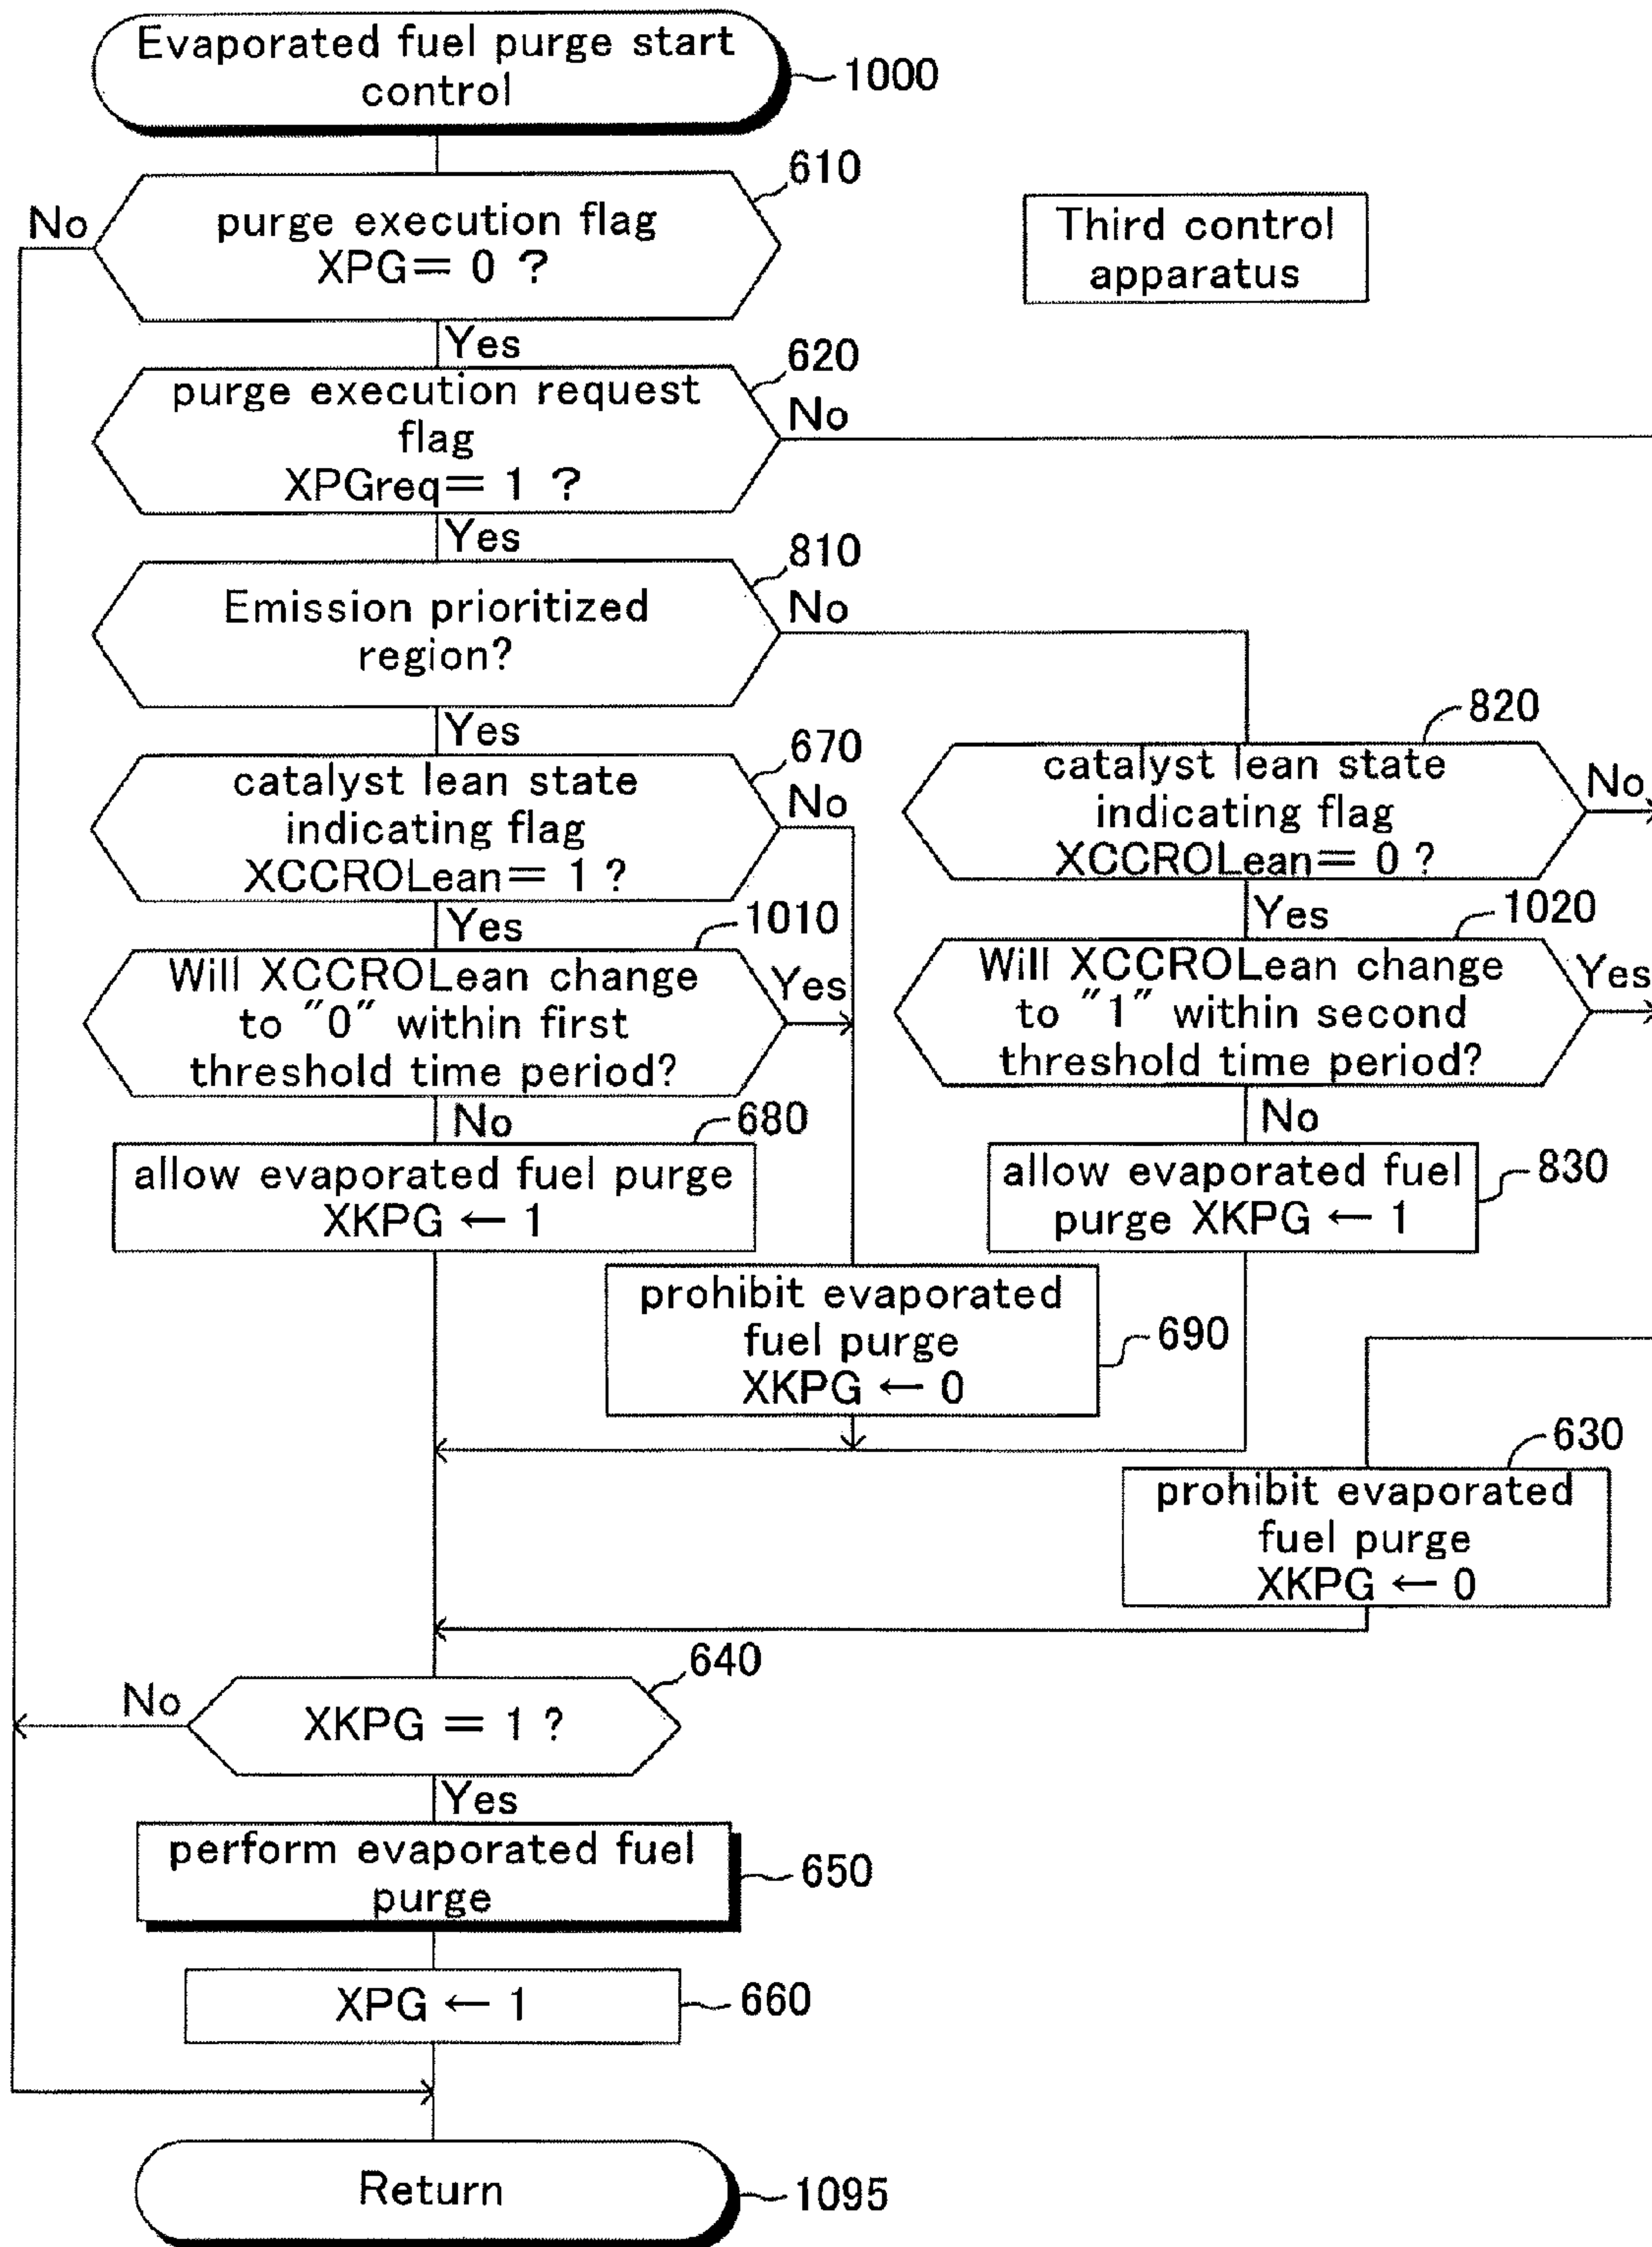 Evaporated fuel purge start
control
1000
610
No
purge execution flag
XPG= 0 ?
Third control
apparatus
Yes
620
purge execution request
flag
XPGreq= 1 ?
No
Yes
810
Emission prioritized
region?
No
Yes
670
catalyst lean state
indicating flag
XCCROLean= 1 ?
No
820
catalyst lean state
indicating flag
XCCROLean= 0 ?
No
Yes
1010
Will XCCROLean change
to "0" within first
threshold time period?
Yes
Yes
1020
Will XCCROLean change
to "1" within second
threshold time period?
Yes
No
680
allow evaporated fuel purge
XKPG ← 1
No
allow evaporated fuel
purge XKPG ← 1
830
prohibit evaporated
fuel purge
XKPG ← 0
690
630
prohibit evaporated
fuel purge
XKPG ← 0
640
No
XKPG = 1 ?
Yes
perform evaporated fuel
purge
650
XPG ← 1
660
Return
1095